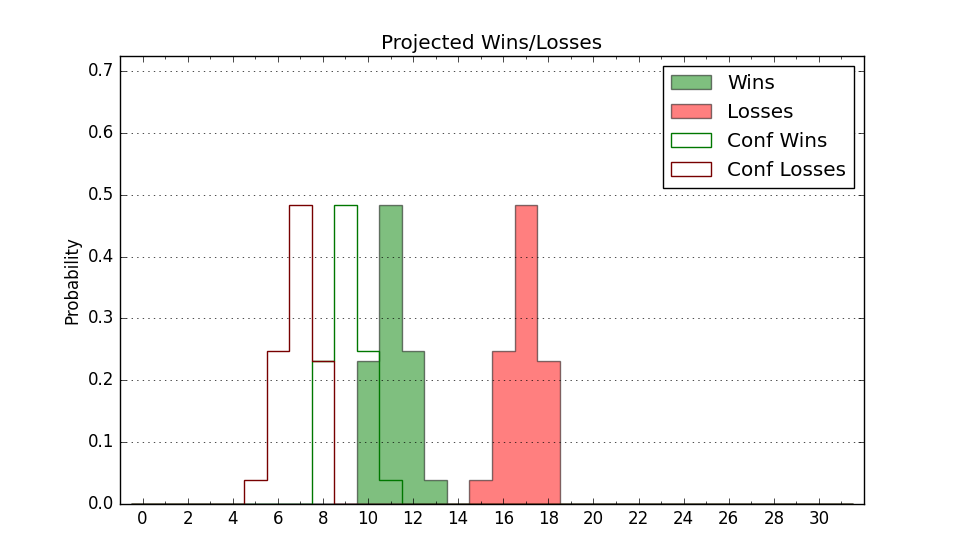 Projected Wins/Losses
0.7
0.6
0.5
0.4
0.3
0.2
0.1
0.0
Probability
Wins
Losses
Conf Wins
Conf Losses
0 2 4 6 8 10 12 14 16 18 20 22 24 26 28 30